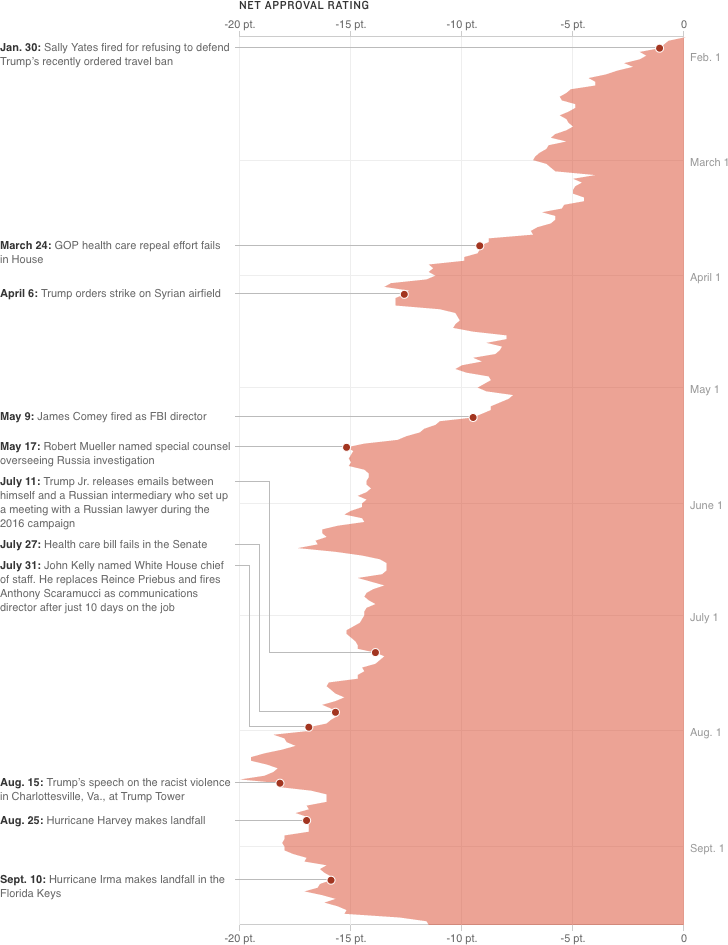 NET APPROVAL RATING
-20 pt. -15 pt. -10 pt. -5 pt. 0
Jan. 30: Sally Yates fired for refusing to defend
Trump's recently ordered travel ban
Feb. 1
March 1
March 24: GOP health care repeal effort fails
in House
April 1
April 6: Trump orders strike on Syrian airfield
May 1
May 9: James Comey fired as FBI director
May 17: Robert Mueller named special counsel
overseeing Russia investigation
July 11: Trump Jr. releases emails between
himself and a Russian intermediary who set up
a meeting with a Russian lawyer during the
2016 campaign
June 1
July 27: Health care bill fails in the Senate
July 31: John Kelly named White House chief
of staff. He replaces Reince Priebus and fires
Anthony Scaramucci as communications
director after just 10 days on the job
July 1
Aug. 1
Aug. 15: Trump's speech on the racist violence
in Charlottesville, Va., at Trump Tower
Aug. 25: Hurricane Harvey makes landfall
Sept. 1
Sept. 10: Hurricane Irma makes landfall in the
Florida Keys
-20 pt. -15 pt. -10 pt. -5 pt. 0